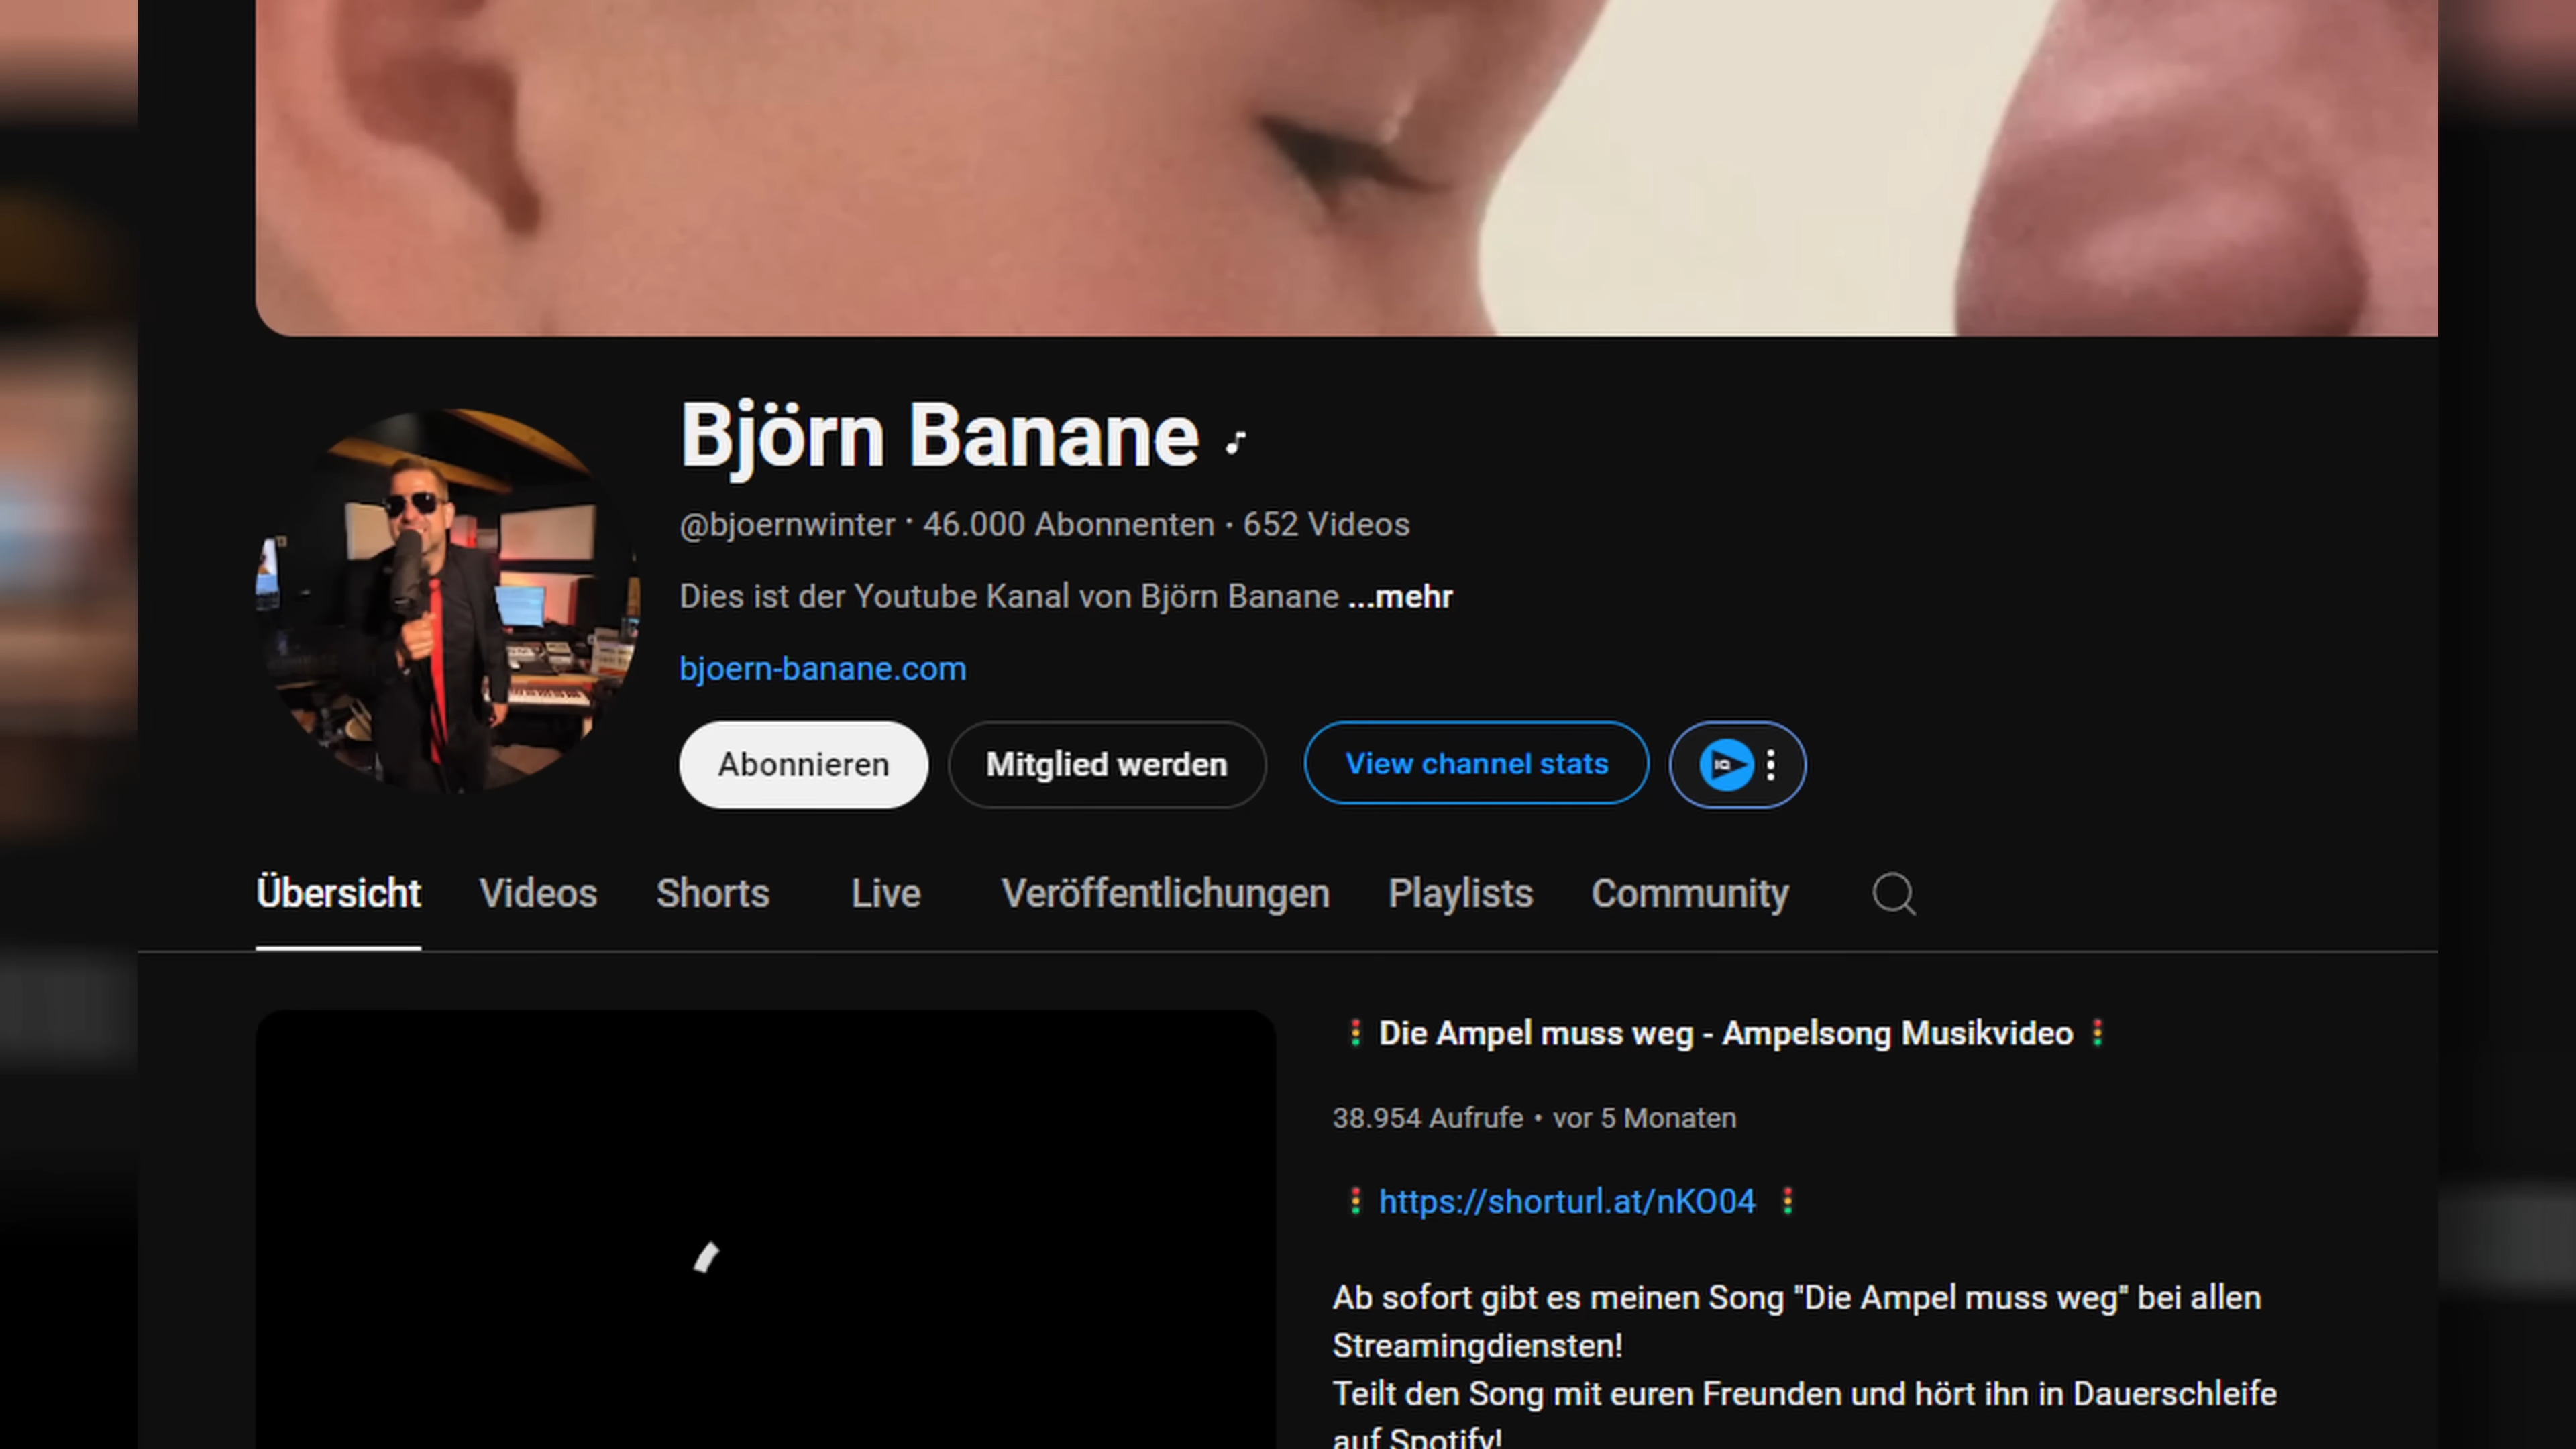 Björn Banane
@bjoernwinter • 46.000 Abonnenten • 652 Videos
Dies ist der Youtube Kanal von Björn Banane ...mehr
bjoern-banane.com
Abonnieren Mitglied werden View channel stats IQ
Übersicht Videos Shorts Live Veröffentlichungen Playlists Community
🚦 Die Ampel muss weg - Ampelsong Musikvideo 🚦
38.954 Aufrufe • vor 5 Monaten
🚦 https://shorturl.at/nKO04 🚦
Ab sofort gibt es meinen Song "Die Ampel muss weg" bei allen
Streamingdiensten!
Teilt den Song mit euren Freunden und hört ihn in Dauerschleife
auf Spotify!